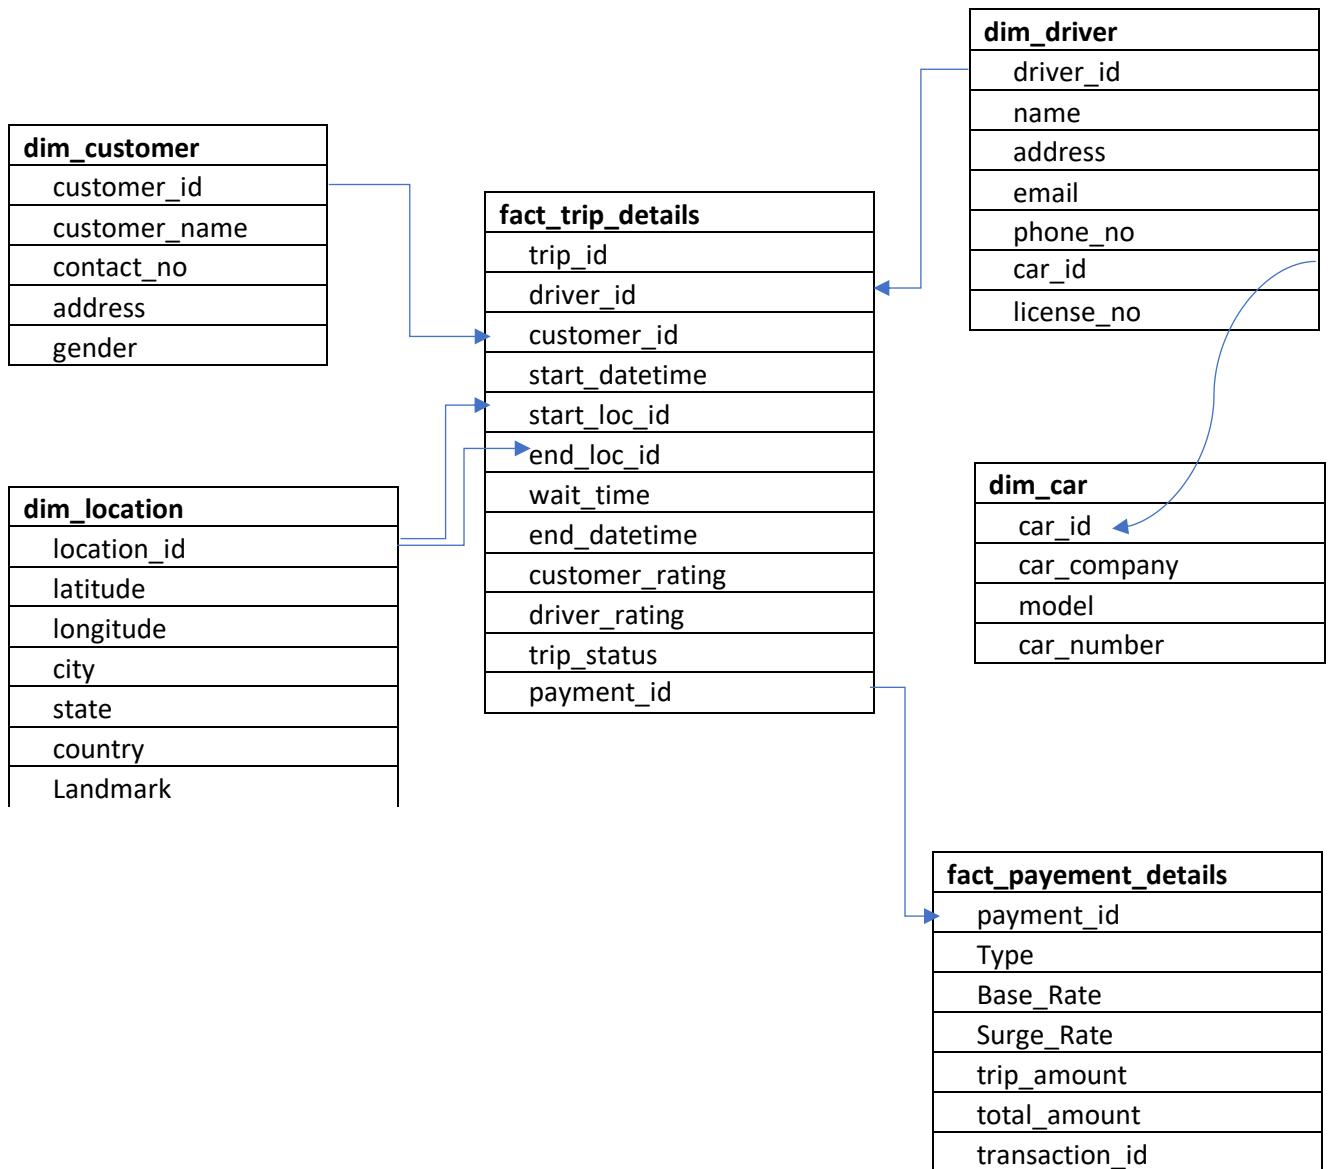 dim_driver
driver_id
name
address
email
phone_no
car_id
license_no
dim_customer
customer_id
customer_name
contact_no
address
gender
fact_trip_details
trip_id
driver_id
customer_id
start_datetime
start_loc_id
end_loc_id
wait_time
end_datetime
customer_rating
driver_rating
trip_status
payment_id
dim_location
location_id
latitude
longitude
city
state
country
Landmark
dim_car
car_id
car_company
model
car_number
fact_payement_details
payment_id
Type
Base_Rate
Surge_Rate
trip_amount
total_amount
transaction_id